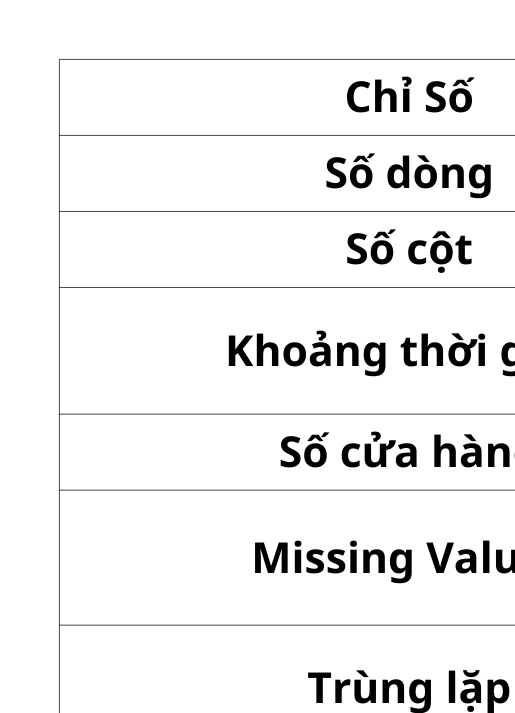 Chỉ Số
Số dòng
Số cột
Khoảng thời
Số cửa
Missing
Trùng lặp